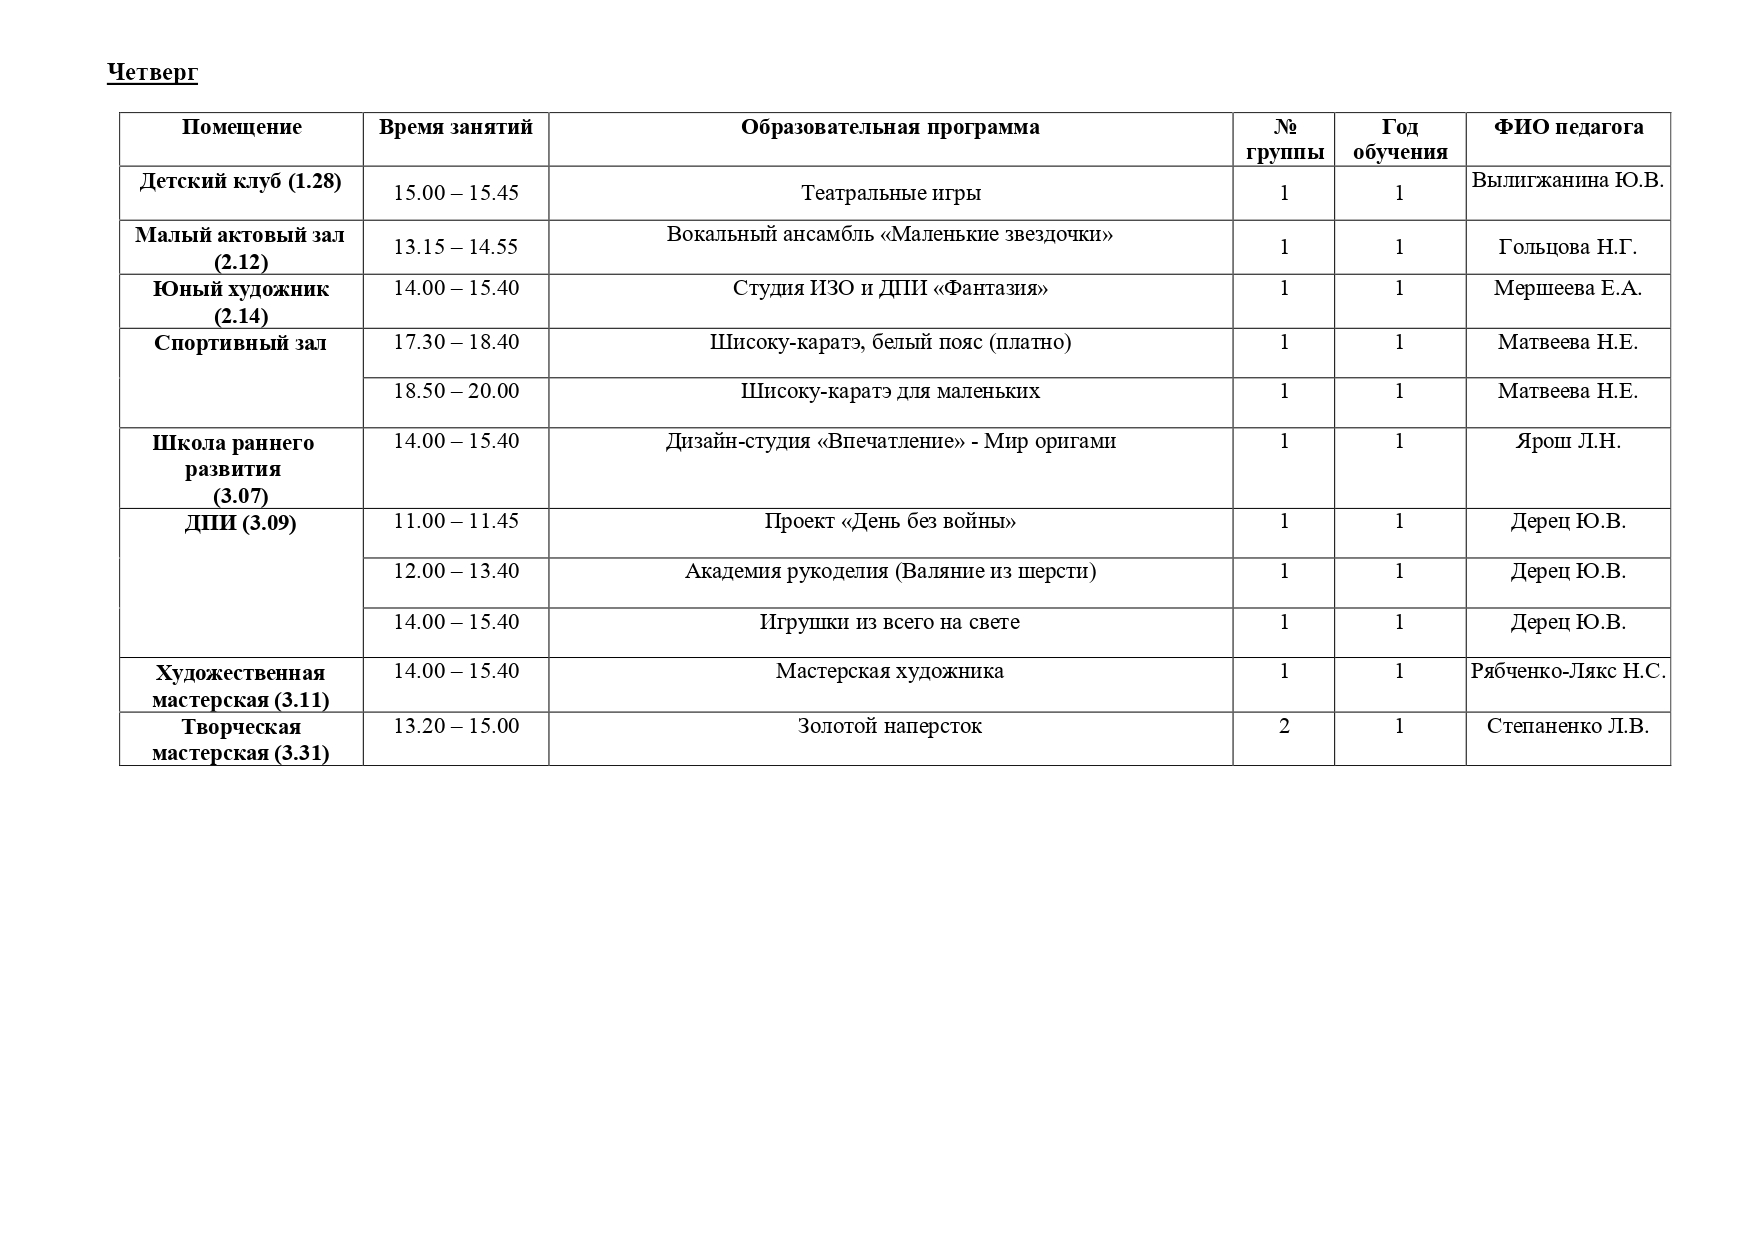 Четверг
Помещение Время занятий Образовательная программа № группы Год обучения ФИО педагога
Детский клуб (1.28) 15.00 – 15.45 Театральные игры 1 1 Вылигжанина Ю.В.
Малый актовый зал (2.12) 13.15 – 14.55 Вокальный ансамбль «Маленькие звездочки» 1 1 Гольцова Н.Г.
Юный художник (2.14) 14.00 – 15.40 Студия ИЗО и ДПИ «Фантазия» 1 1 Мершеева Е.А.
Спортивный зал 17.30 – 18.40 Шисоку-каратэ, белый пояс (платно) 1 1 Матвеева Н.Е.
18.50 – 20.00 Шисоку-каратэ для маленьких 1 1 Матвеева Н.Е.
Школа раннего развития (3.07) 14.00 – 15.40 Дизайн-студия «Впечатление» - Мир оригами 1 1 Ярош Л.Н.
ДПИ (3.09) 11.00 – 11.45 Проект «День без войны» 1 1 Дерец Ю.В.
12.00 – 13.40 Академия рукоделия (Валяние из шерсти) 1 1 Дерец Ю.В.
14.00 – 15.40 Игрушки из всего на свете 1 1 Дерец Ю.В.
Художественная мастерская (3.11) 14.00 – 15.40 Мастерская художника 1 1 Рябченко-Лякс Н.С.
Творческая мастерская (3.31) 13.20 – 15.00 Золотой наперсток 2 1 Степаненко Л.В.